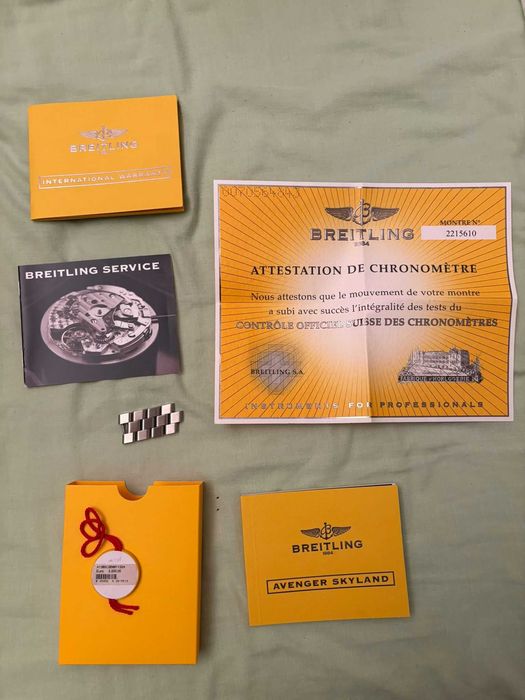 BREITLING
INTERNATIONAL WARRANTY
BREITLING SERVICE
BREITLING
1884
MONTRE N°
2215610
ATTESTATION DE CHRONOMÈTRE
Nous attestons que le mouvement de votre montre
a subi avec succès l'intégralité des tests du
CONTRÔLE OFFICIEL SUISSE DES CHRONOMÈTRES
BREITLING S.A.
INSTRUMENTS FOR PROFESSIONALS
Euro
BREITLING
1884
AVENGER SKYLAND